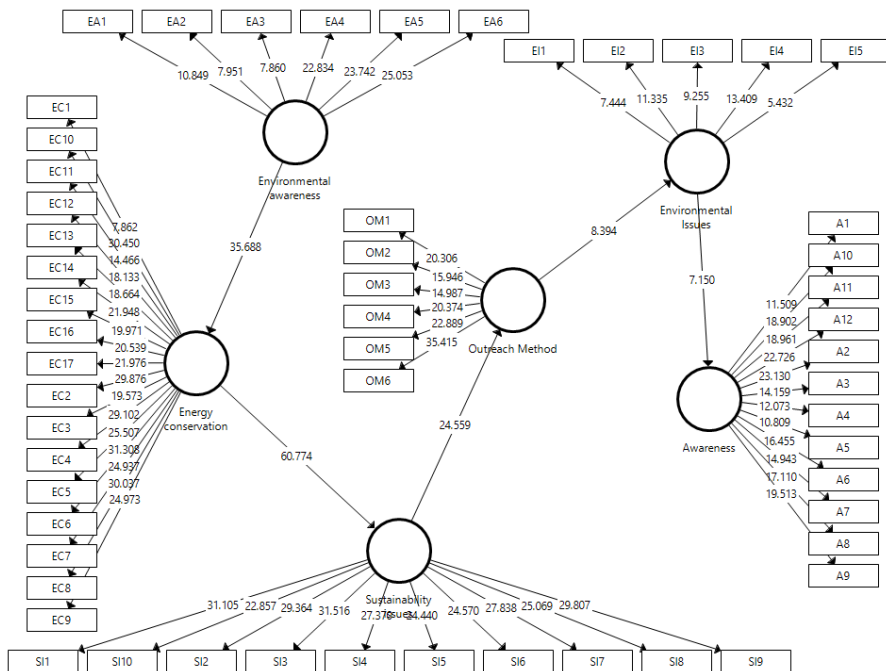 EA1
EA2
EA3
EA4
EA5
EA6
10.849
7.951
7.860
22.834
23.742
25.053
Environmental
awareness
EI1
EI2
EI3
EI4
EI5
7.444
11.335
9.255
13.409
5.432
Environmental
Issues
EC1
EC10
EC11
EC12
EC13
EC14
EC15
EC16
EC17
EC2
EC3
EC4
EC5
EC6
EC7
EC8
EC9
7.862
30.450
14.466
18.133
18.664
21.948
19.971
20.539
21.976
29.876
19.573
29.102
25.507
31.308
24.937
30.037
24.973
Energy
conservation
35.688
OM1
OM2
OM3
OM4
OM5
OM6
20.306
15.946
14.987
20.374
22.889
35.415
Outreach Method
8.394
7.150
A1
A10
A11
A12
A2
A3
A4
A5
A6
A7
A8
A9
11.509
18.902
18.961
22.726
23.130
14.159
12.073
10.809
16.455
14.943
17.110
19.513
Awareness
24.559
60.774
Sustainability
Issues
31.105
22.857
29.364
31.516
24.440
24.570
27.838
25.069
29.807
SI1
SI10
SI2
SI3
SI4
SI5
SI6
SI7
SI8
SI9